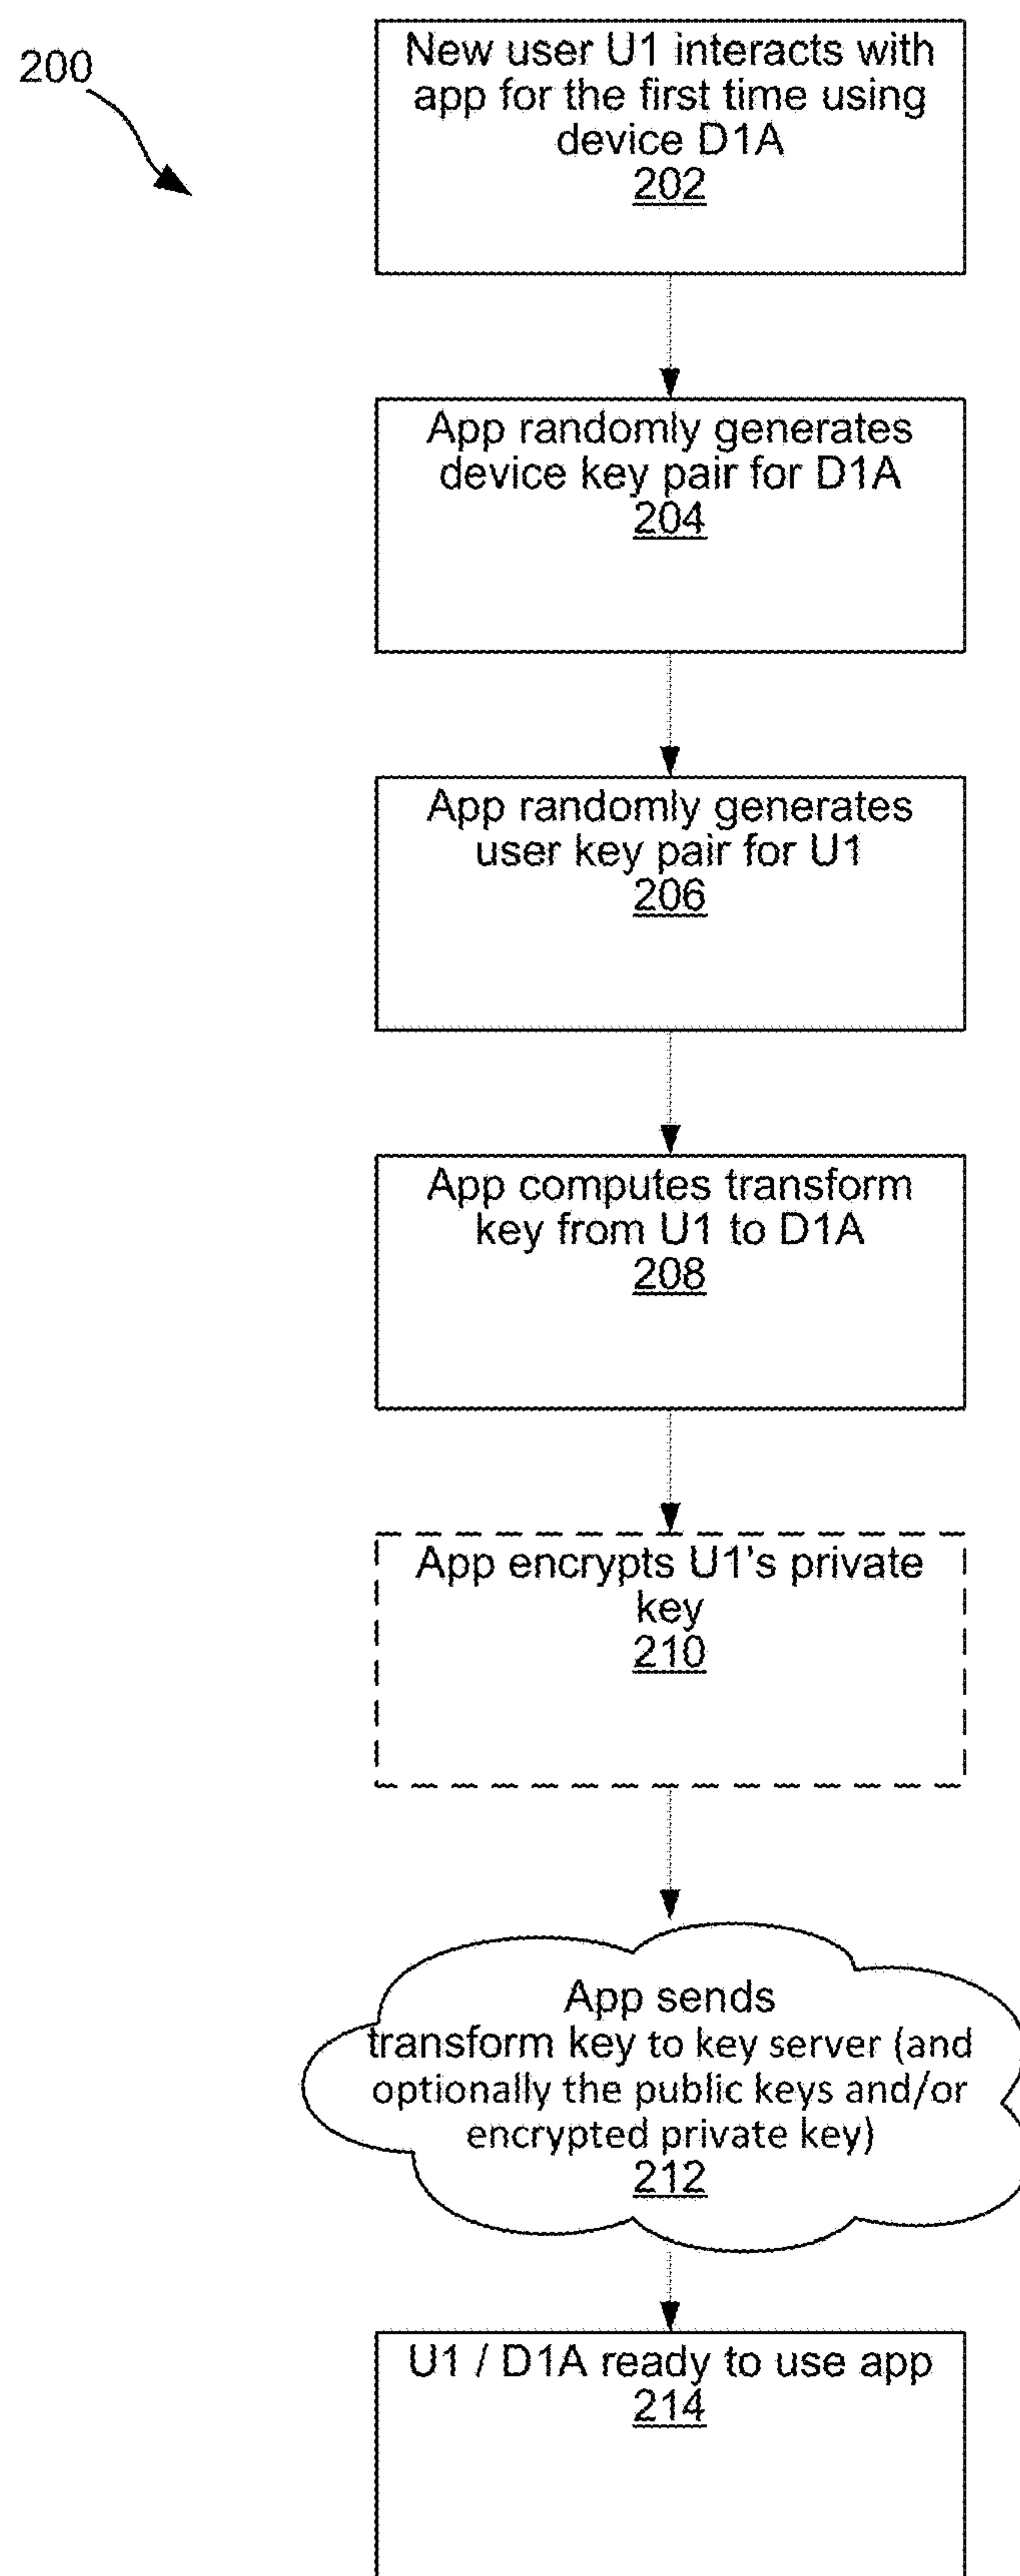 200
New user U1 interacts with
app for the first time using
device D1A
202
App randomly generates
device key pair for D1A
204
App randomly generates
user key pair for U1
206
App computes transform
key from U1 to D1A
208
App encrypts U1's private
key
210
App sends
transform key to key server (and
optionally the public keys and/or
encrypted private key)
212
U1 / D1A ready to use app
214